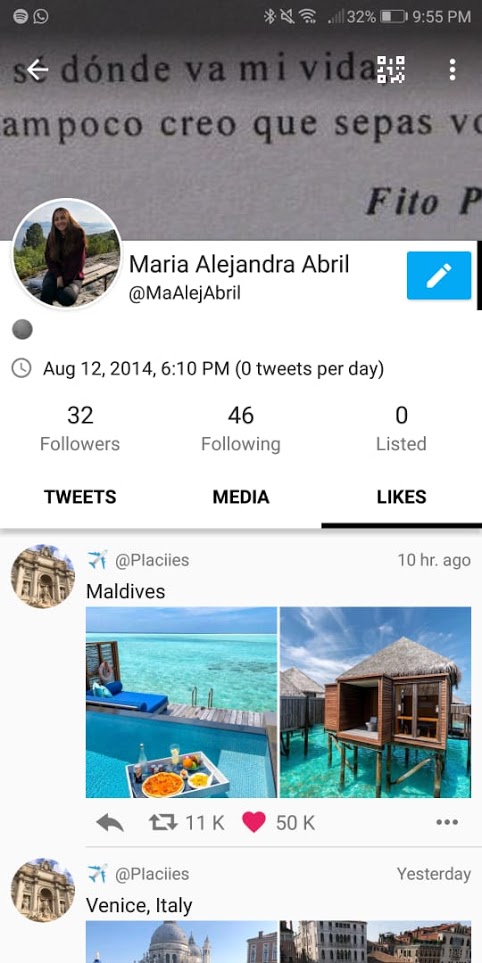 32% 9:55 PM
sé dónde va mi vida
ampoco creo que sepas
Fito P
Maria Alejandra Abril
@MaAlejAbril
Aug 12, 2014, 6:10 PM (0 tweets per day)
32 46 0
Followers Following Listed
TWEETS MEDIA LIKES
@Placiies 10 hr. ago
Maldives
11 K 50 K
@Placiies Yesterday
Venice, Italy